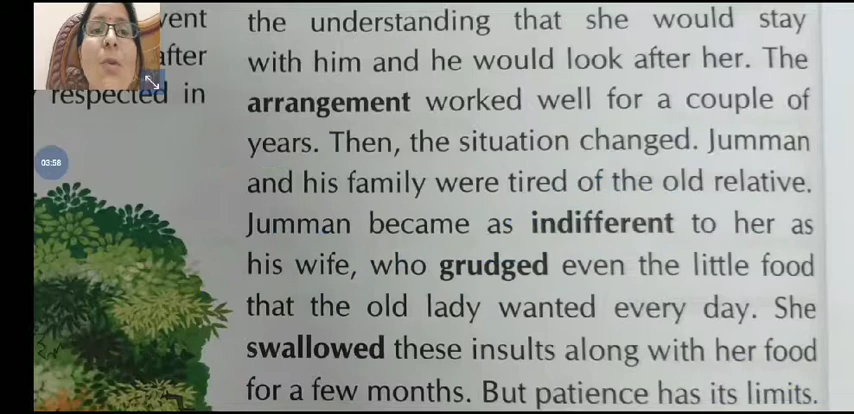 vent
after
respected in
03:58
the understanding that she would stay
with him and he would look after her. The
arrangement worked well for a couple of
years. Then, the situation changed. Jumman
and his family were tired of the old relative.
Jumman became as indifferent to her as
his wife, who grudged even the little food
that the old lady wanted every day. She
swallowed these insults along with her food
for a few months. But patience has its limits.